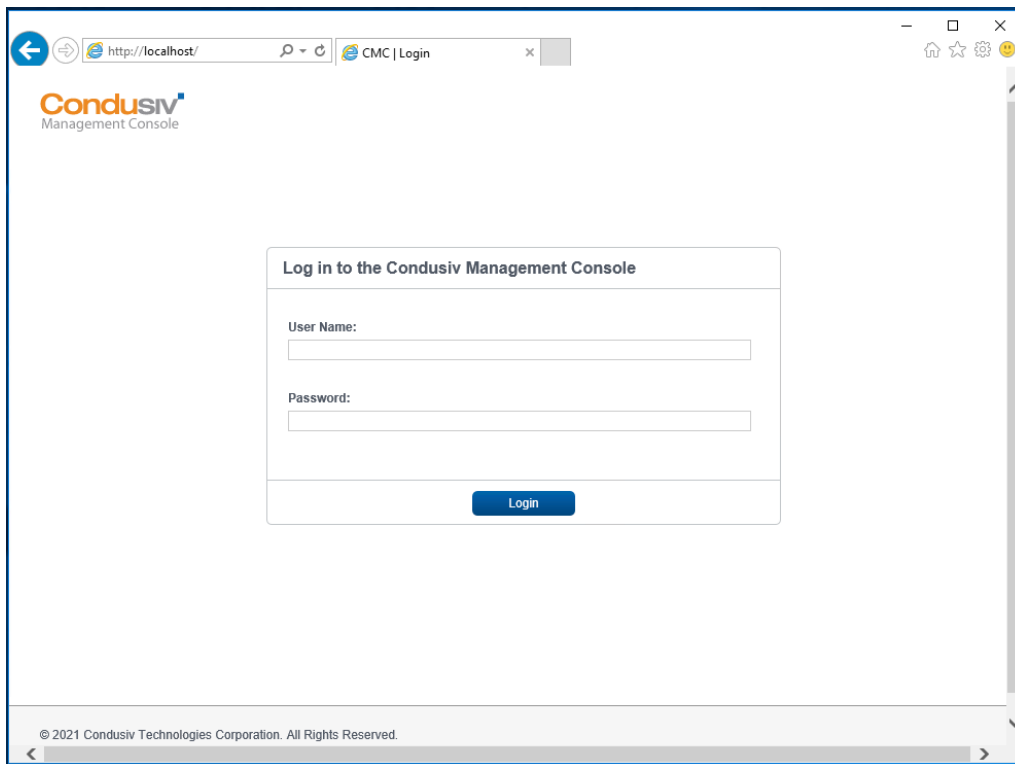 http://localhost/
CMC | Login
Condusiv
Management Console
Log in to the Condusiv Management Console
User Name:
Password:
Login
© 2021 Condusiv Technologies Corporation. All Rights Reserved.